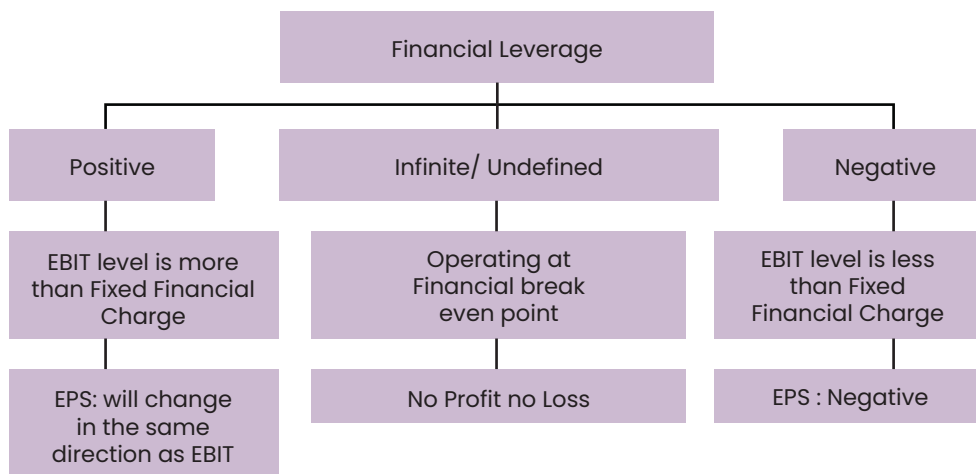 Financial Leverage
Positive
Infinite/ Undefined
Negative
EBIT level is more
than Fixed Financial
Charge
Operating at
Financial break
even point
EBIT level is less
than Fixed
Financial Charge
EPS: will change
in the same
direction as EBIT
No Profit no Loss
EPS : Negative